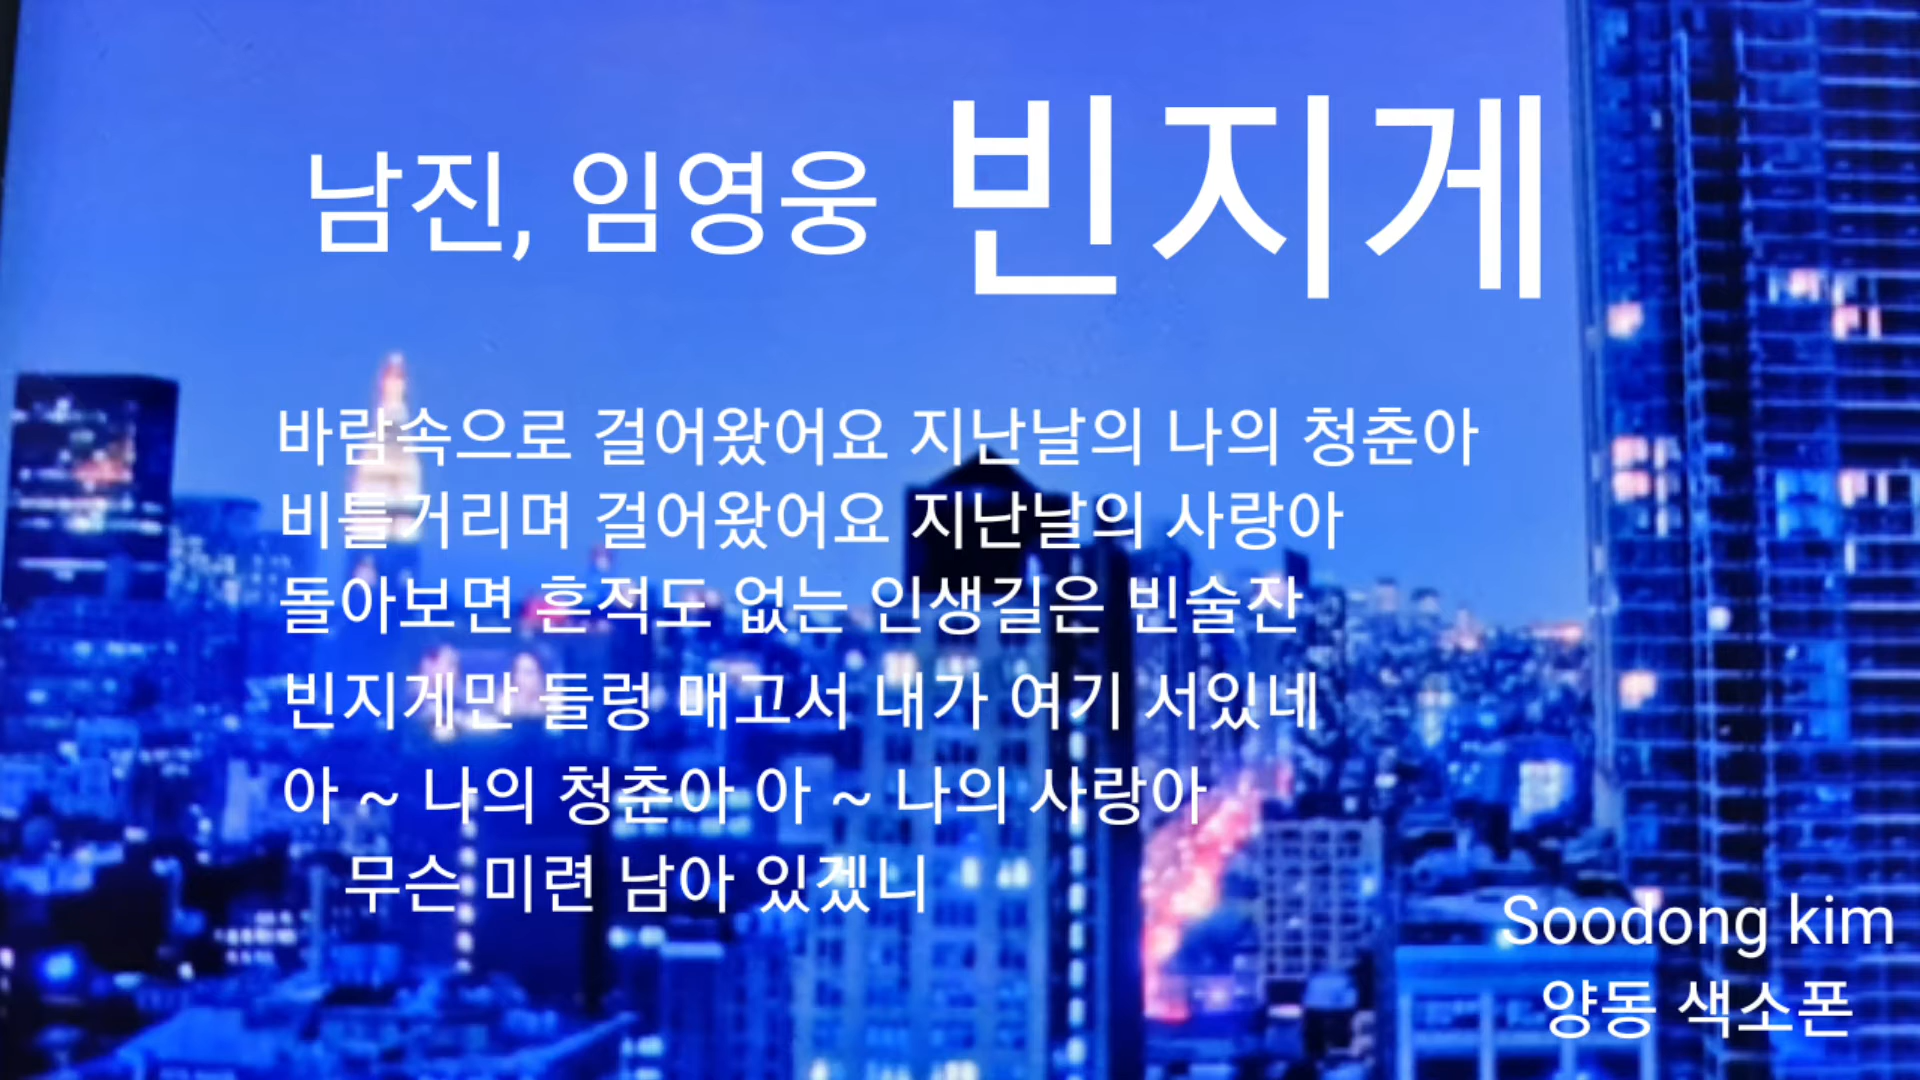 남진, 임영웅 빈지게
바람속으로 걸어왔어요 지난날의 나의 청춘아
비틀거리며 걸어왔어요 지난날의 사랑아
돌아보면 흔적도 없는 인생길은 빈술잔
빈지게만 들렁 매고서 내가 여기 서있네
아 ~ 나의 청춘아 아 ~ 나의 사랑아
무슨 미련 남아 있겠니
Soodong kim
양동 색소폰